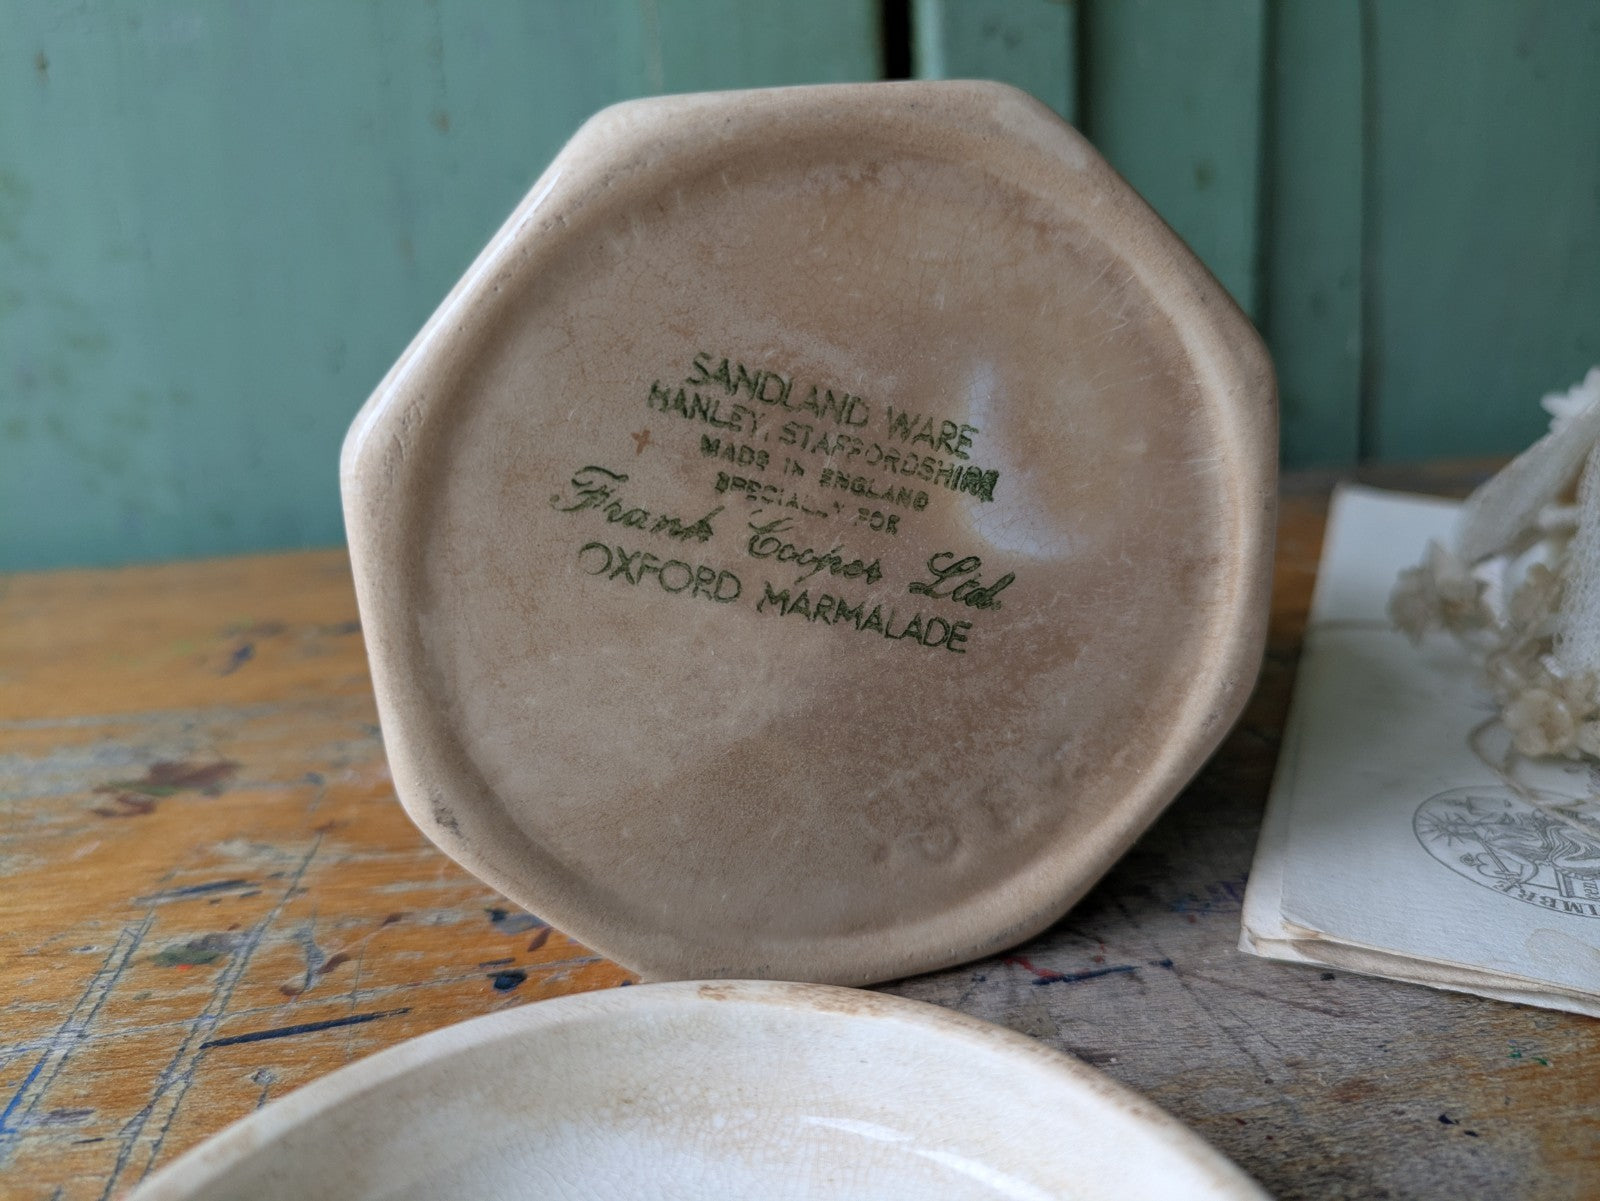 SANDLAND WARE
HANLEY, STAFFORDSHIRE
MADE IN ENGLAND
SPECIALLY FOR
Frank Cooper Ltd.
OXFORD MARMALADE